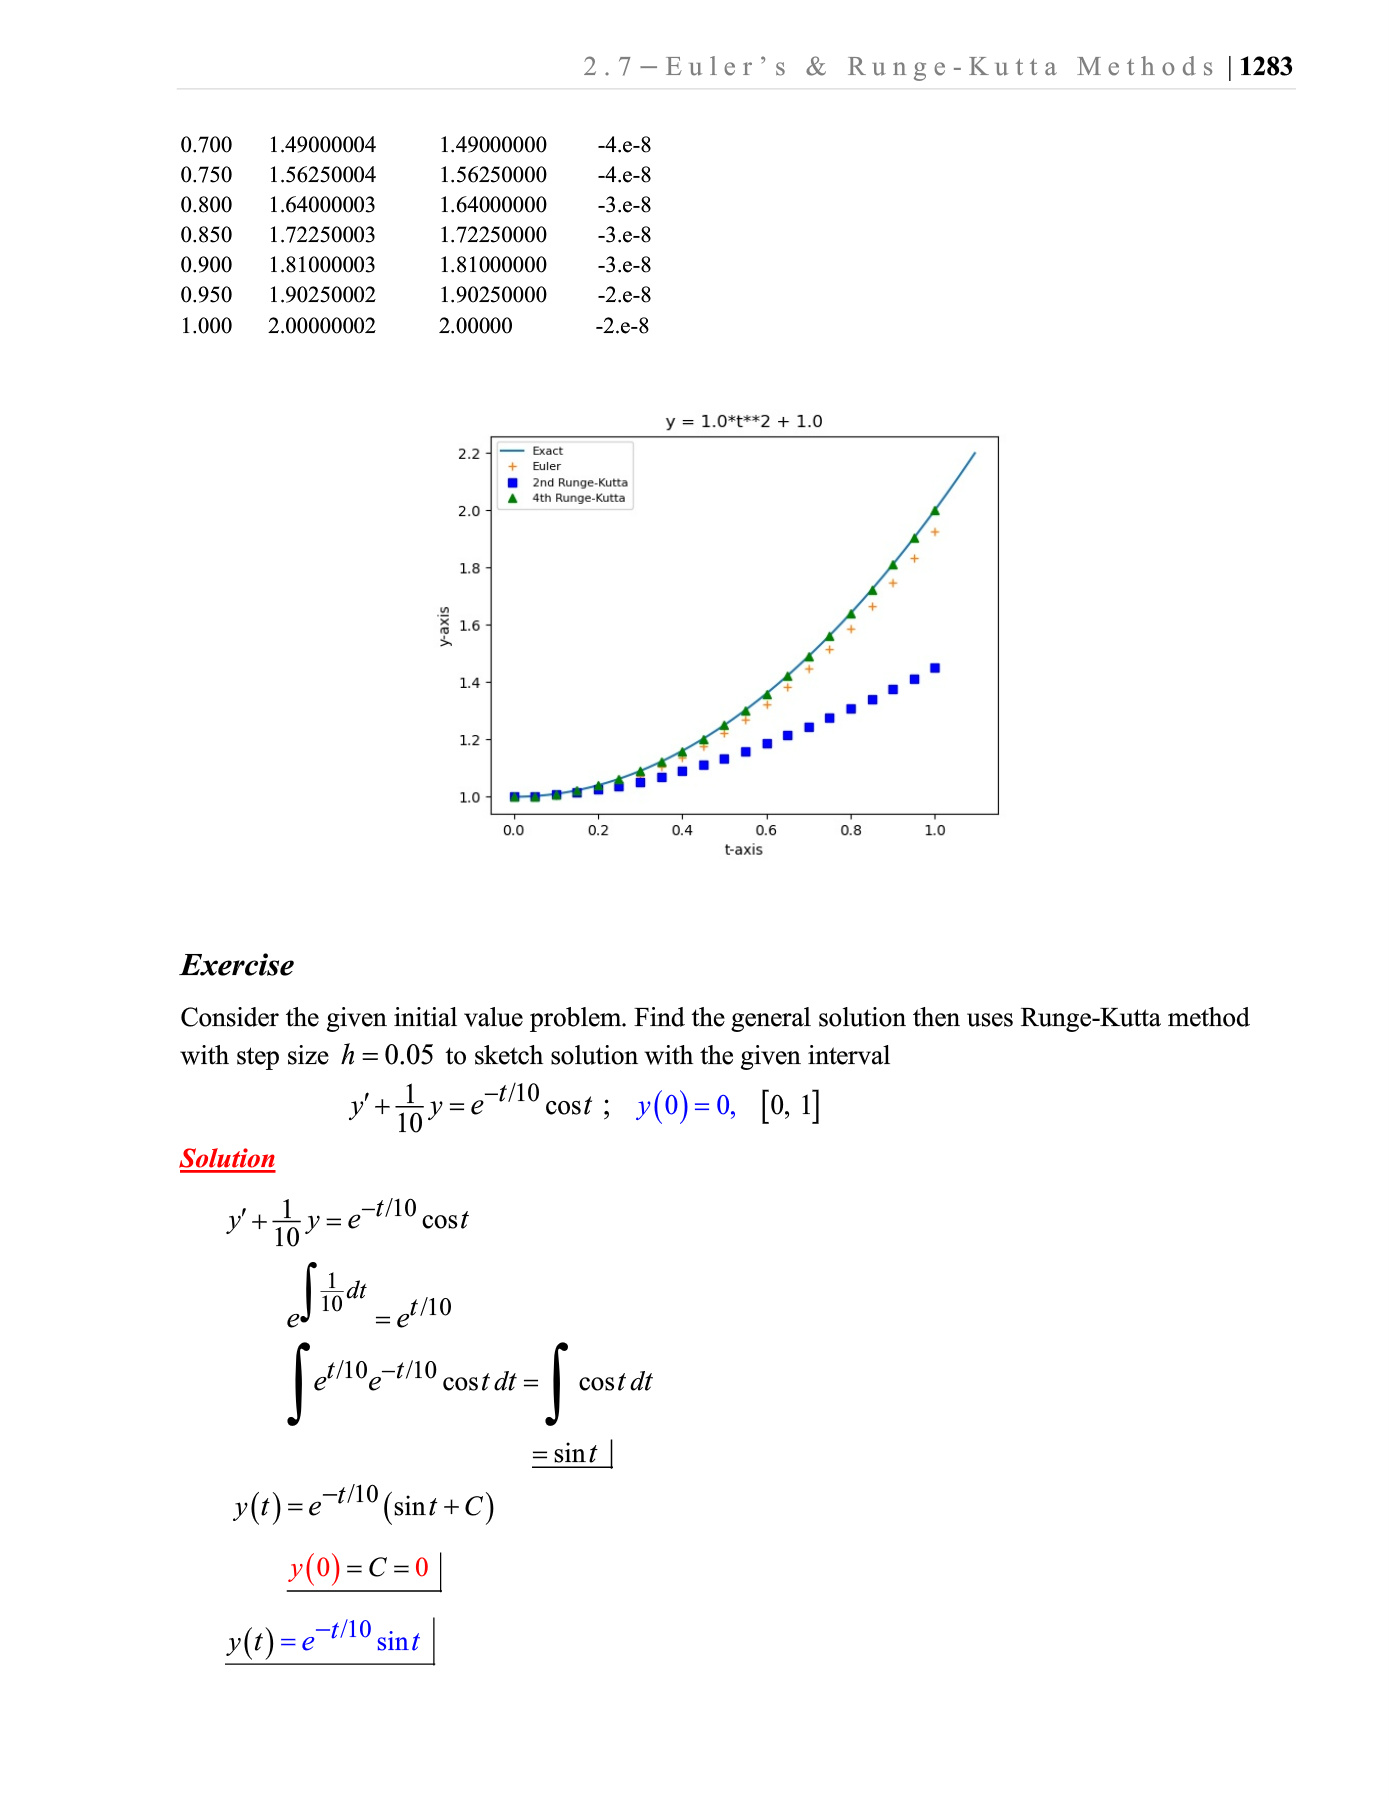 2.7 – Euler's & Runge-Kutta Methods | 1283
0.700 1.49000004 1.49000000 -4.e-8
0.750 1.56250004 1.56250000 -4.e-8
0.800 1.64000003 1.64000000 -3.e-8
0.850 1.72250003 1.72250000 -3.e-8
0.900 1.81000003 1.81000000 -3.e-8
0.950 1.90250002 1.90250000 -2.e-8
1.000 2.00000002 2.00000 -2.e-8
y = 1.0*t**2 + 1.0
Exact
Euler
2nd Runge-Kutta
4th Runge-Kutta
2.2
2.0
1.8
1.6
1.4
1.2
1.0
y-axis
0.0 0.2 0.4 0.6 0.8 1.0
t-axis
Exercise
Consider the given initial value problem. Find the general solution then uses Runge-Kutta method
with step size h = 0.05 to sketch solution with the given interval
y′ + 1/10 y = e^{−t/10} cos t ; y(0) = 0, [0, 1]
Solution
y′ + 1/10 y = e^{−t/10} cos t
e^{∫ 1/10 dt} = e^{t/10}
∫ e^{t/10} e^{−t/10} cos t dt = ∫ cos t dt
= sin t |
y(t) = e^{−t/10} (sin t + C)
y(0) = C = 0 |
y(t) = e^{−t/10} sin t |